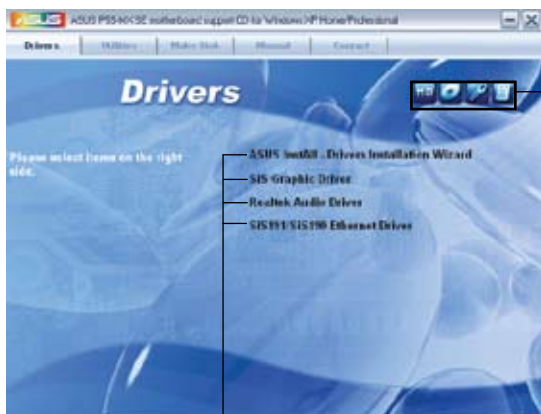 ASUS P5S-MX SE motherboard support CD for Windows XP Home/Professional
Drivers Utilities Make Disk Manual Contact
Drivers
Please select items on the right side.
ASUS InstAll - Drivers Installation Wizard
SiS Graphic Driver
Realtek Audio Driver
SiS191/SiS190 Ethernet Driver